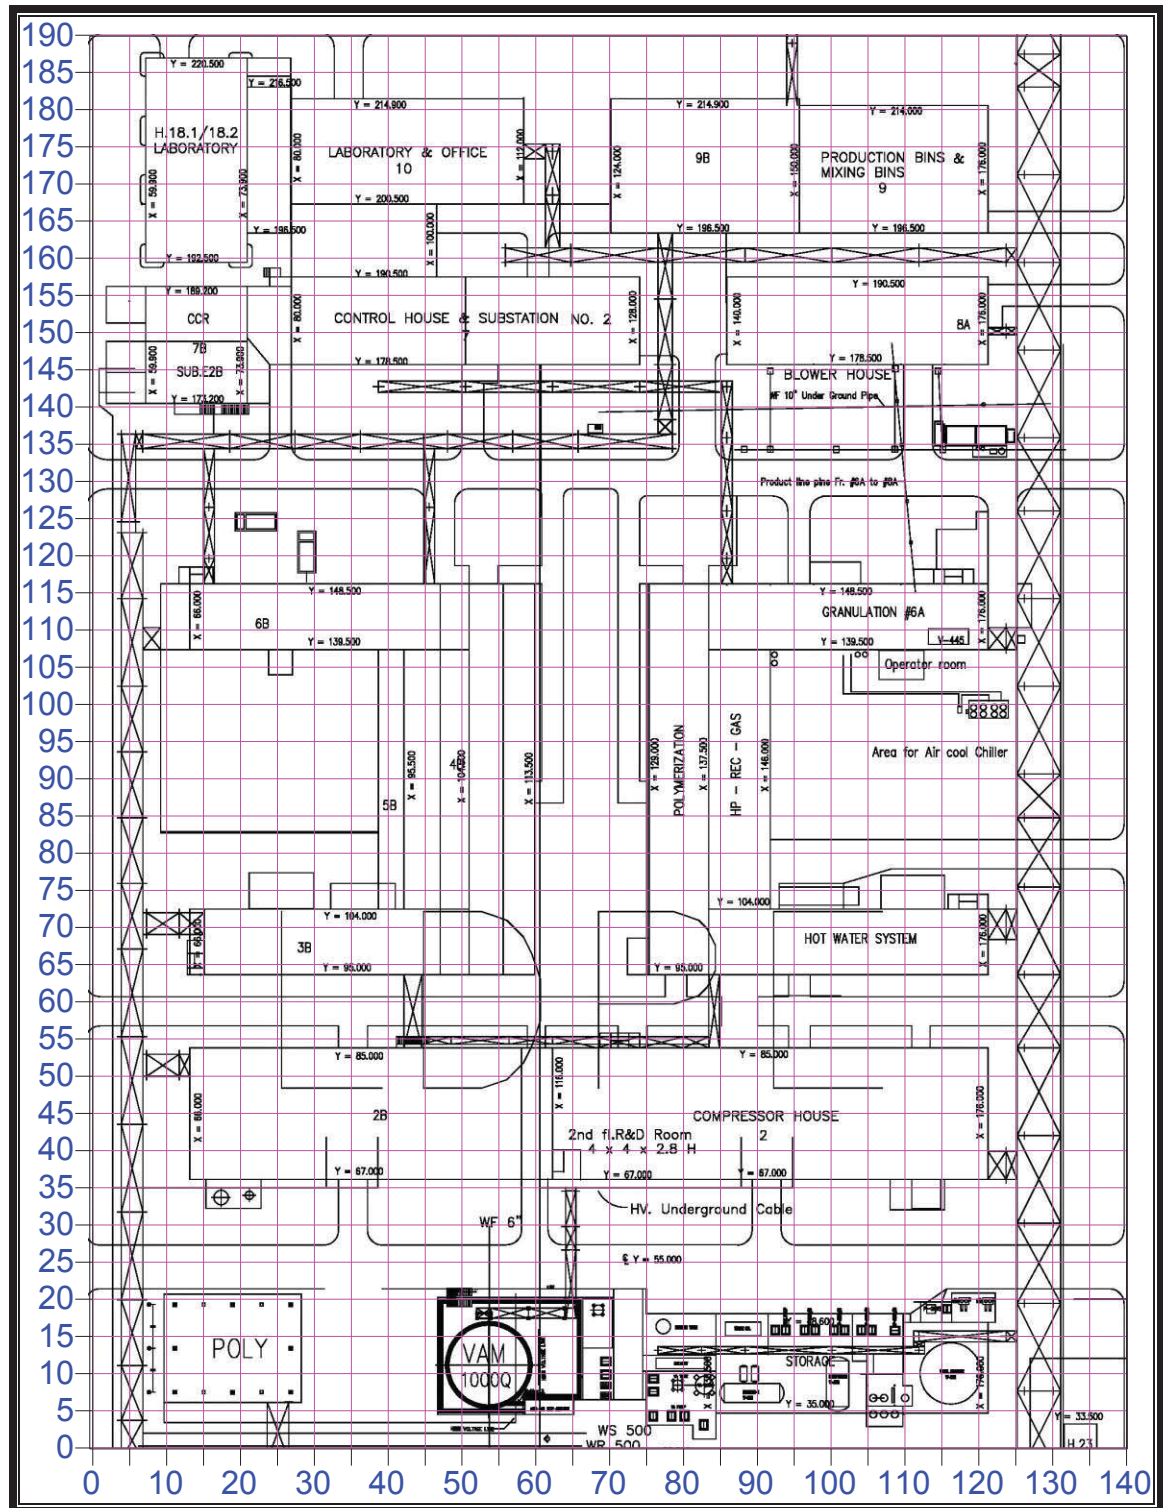 190
185
180
175
170
165
160
155
150
145
140
135
130
125
120
115
110
105
100
95
90
85
80
75
70
65
60
55
50
45
40
35
30
25
20
15
10
5
0
0 10 20 30 40 50 60 70 80 90 100 110 120 130 140
Y = 220.500
Y = 216.500
H.18.1/18.2
LABORATORY
X = 59.900
X = 73.900
Y = 196.500
Y = 192.500
Y = 214.900
X = 80.000
LABORATORY & OFFICE
10
X = 112.000
Y = 200.500
X = 100.000
Y = 190.500
Y = 214.900
X = 124.000
9B
X = 150.000
Y = 196.500
Y = 214.000
PRODUCTION BINS &
MIXING BINS
9
X = 176.000
Y = 196.500
Y = 189.200
CCR
7B
SUB.E2B
X = 59.900
X = 73.900
Y = 173.200
X = 80.000
CONTROL HOUSE & SUBSTATION NO. 2
7
X = 128.000
Y = 178.500
Y = 190.500
X = 140.000
8A
X = 176.000
Y = 178.500
BLOWER HOUSE
WF 10" Under Ground Pipe
Product line pipe Fr. #6A to #8A
Y = 148.500
X = 66.000
6B
Y = 139.500
Y = 148.500
GRANULATION #6A
X = 176.000
Y = 139.500
V-445
Operator room
Area for Air cool Chiller
X = 95.500
X = 113.500
5B
X = 129.000
POLYMERIZATION
X = 137.500
HP - REC - GAS
X = 146.000
Y = 104.000
X = 66.000
3B
Y = 95.000
Y = 104.000
HOT WATER SYSTEM
X = 176.000
Y = 95.000
Y = 85.000
X = 66.000
2B
Y = 67.000
X = 116.000
Y = 85.000
COMPRESSOR HOUSE
2
2nd fl.R&D Room
4 x 4 x 2.8 H
X = 176.000
Y = 67.000
Y = 67.000
HV. Underground Cable
WF 6"
Y = 55.000
POLY
VAM
1000Q
STORAGE
X = 176.000
Y = 35.000
WS 500
WR 500
Y = 33.500
H.23